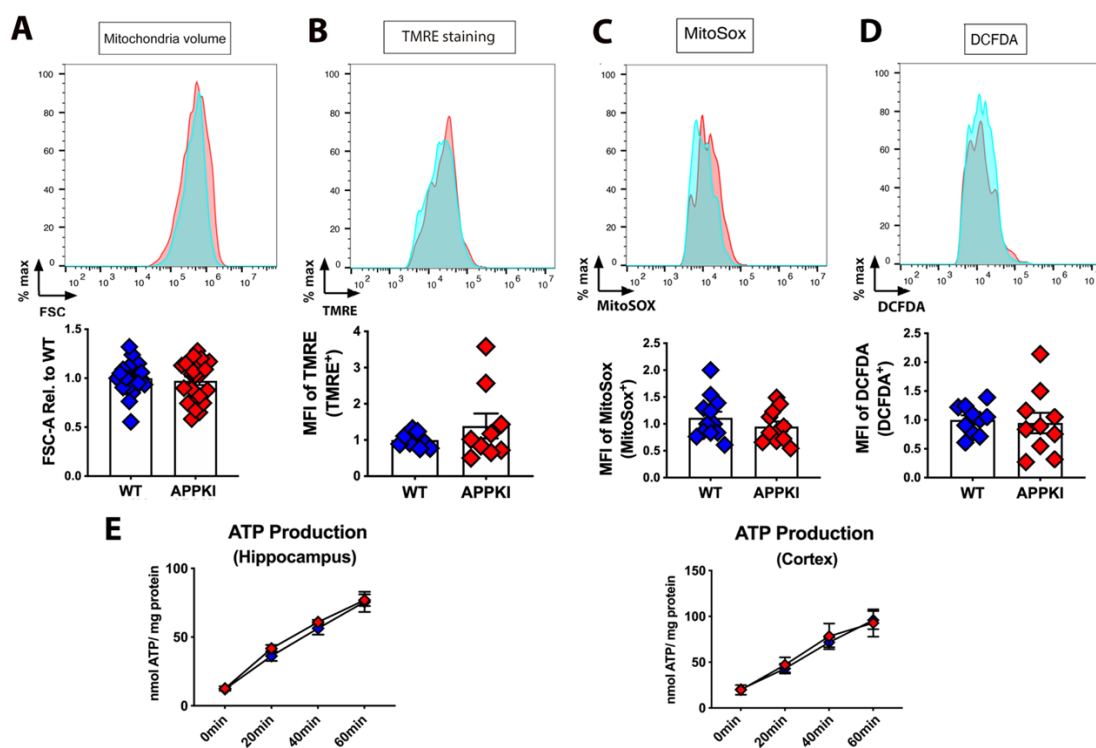 A
Mitochondria volume
100
80
60
40
20
0
10⁰ 10¹ 10² 10³ 10⁴ 10⁵ 10⁶ 10⁷
% max
FSC
FSC-A Rel. to WT
1.5
1.0
0.5
0.0
WT APPKI
B
TMRE staining
100
80
60
40
20
0
10³ 10⁴ 10⁵ 10⁶ 10⁷
% max
TMRE
MFI of TMRE
(TMRE⁺)
4
3
2
1
0
WT APPKI
C
MitoSox
100
80
60
40
20
0
10² 10³ 10⁴ 10⁵ 10⁶ 10⁷
% max
MitoSOX
MFI of MitoSox
(MitoSox⁺)
2.5
2.0
1.5
1.0
0.5
0.0
WT APPKI
D
DCFDA
100
80
60
40
20
0
10² 10³ 10⁴ 10⁵ 10⁶ 10⁷
% max
DCFDA
MFI of DCFDA
(DCFDA⁺)
2.5
2.0
1.5
1.0
0.5
0.0
WT APPKI
E
ATP Production
(Hippocampus)
nmol ATP/ mg protein
100
50
0
0min 20min 40min 60min
ATP Production
(Cortex)
nmol ATP/ mg protein
150
100
50
0
0min 20min 40min 60min